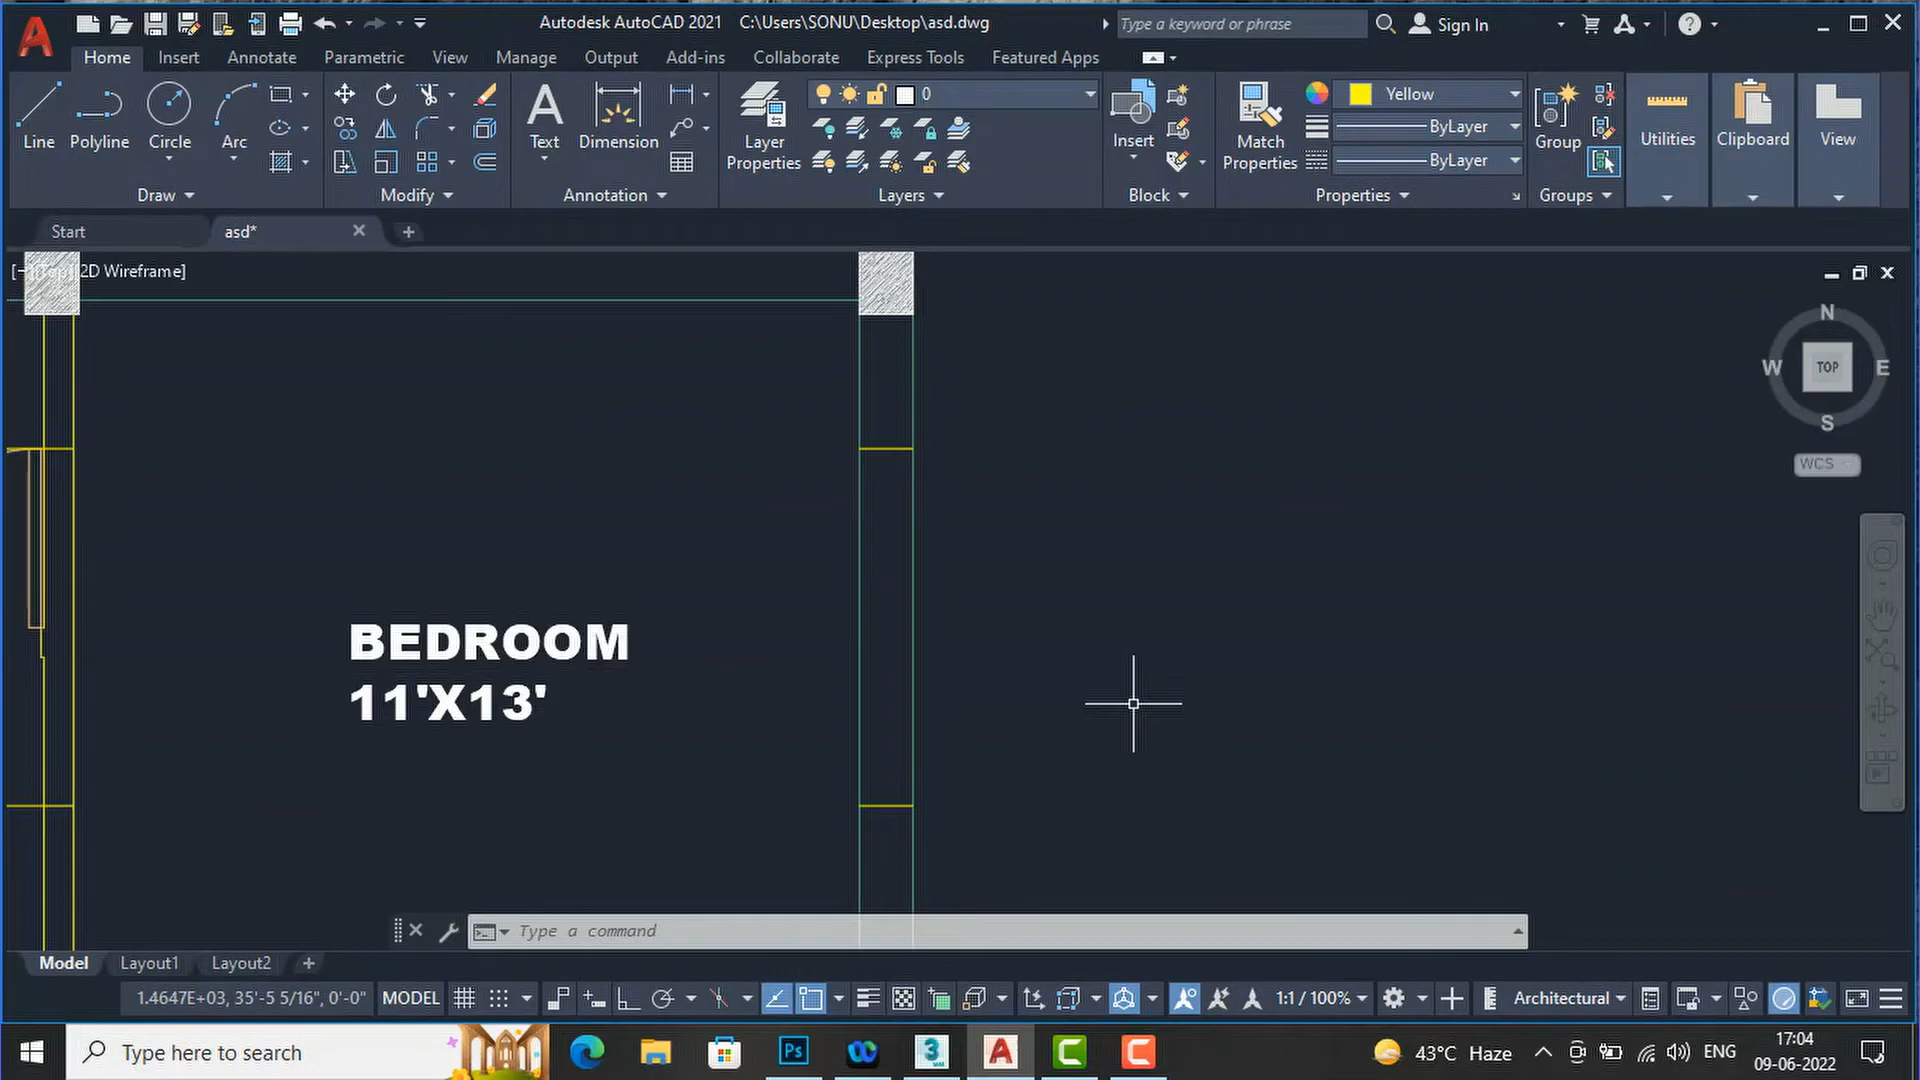 Autodesk AutoCAD 2021 C:\Users\SONU\Desktop\asd.dwg
Type a keyword or phrase
Sign In
Home Insert Annotate Parametric View Manage Output Add-ins Collaborate Express Tools Featured Apps
0
Yellow
ByLayer
ByLayer
Line Polyline Circle Arc
Text Dimension
Layer Properties
Insert
Match Properties
Group
Utilities
Clipboard
View
Draw
Modify
Annotation
Layers
Block
Properties
Groups
Start
asd*
[−][Top][2D Wireframe]
N
W
TOP
E
S
WCS
BEDROOM
11'X13'
Type a command
Model Layout1 Layout2
1.4647E+03, 35'-5 5/16", 0'-0" MODEL
1:1 / 100%
Architectural
Type here to search
Ps
3
A
C
C
43°C Haze
ENG
17:04
09-06-2022